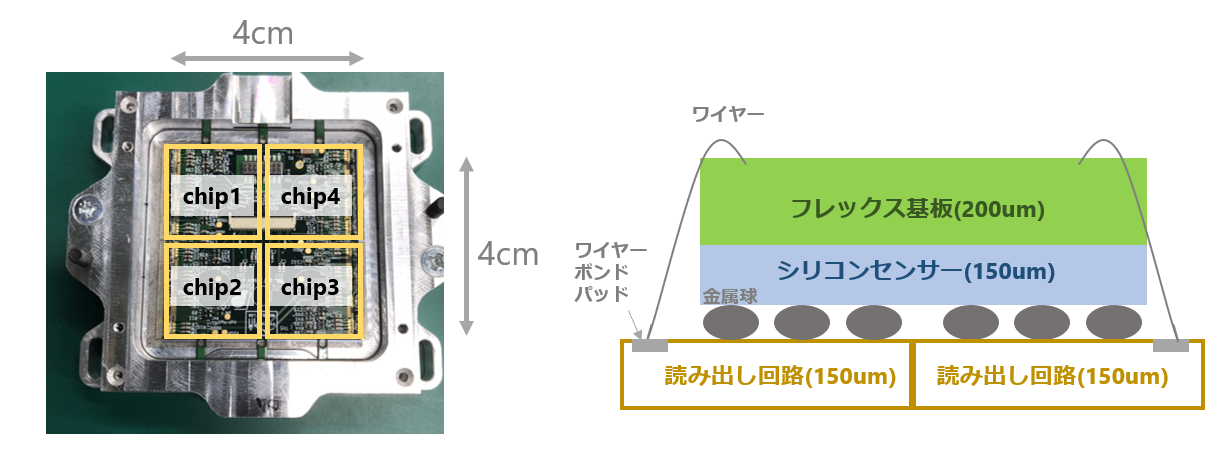 4cm
4cm
chip1
chip4
chip2
chip3
ワイヤー
フレックス基板(200um)
ワイヤー
ボンド
パッド
シリコンセンサー(150um)
金属球
読み出し回路(150um)
読み出し回路(150um)